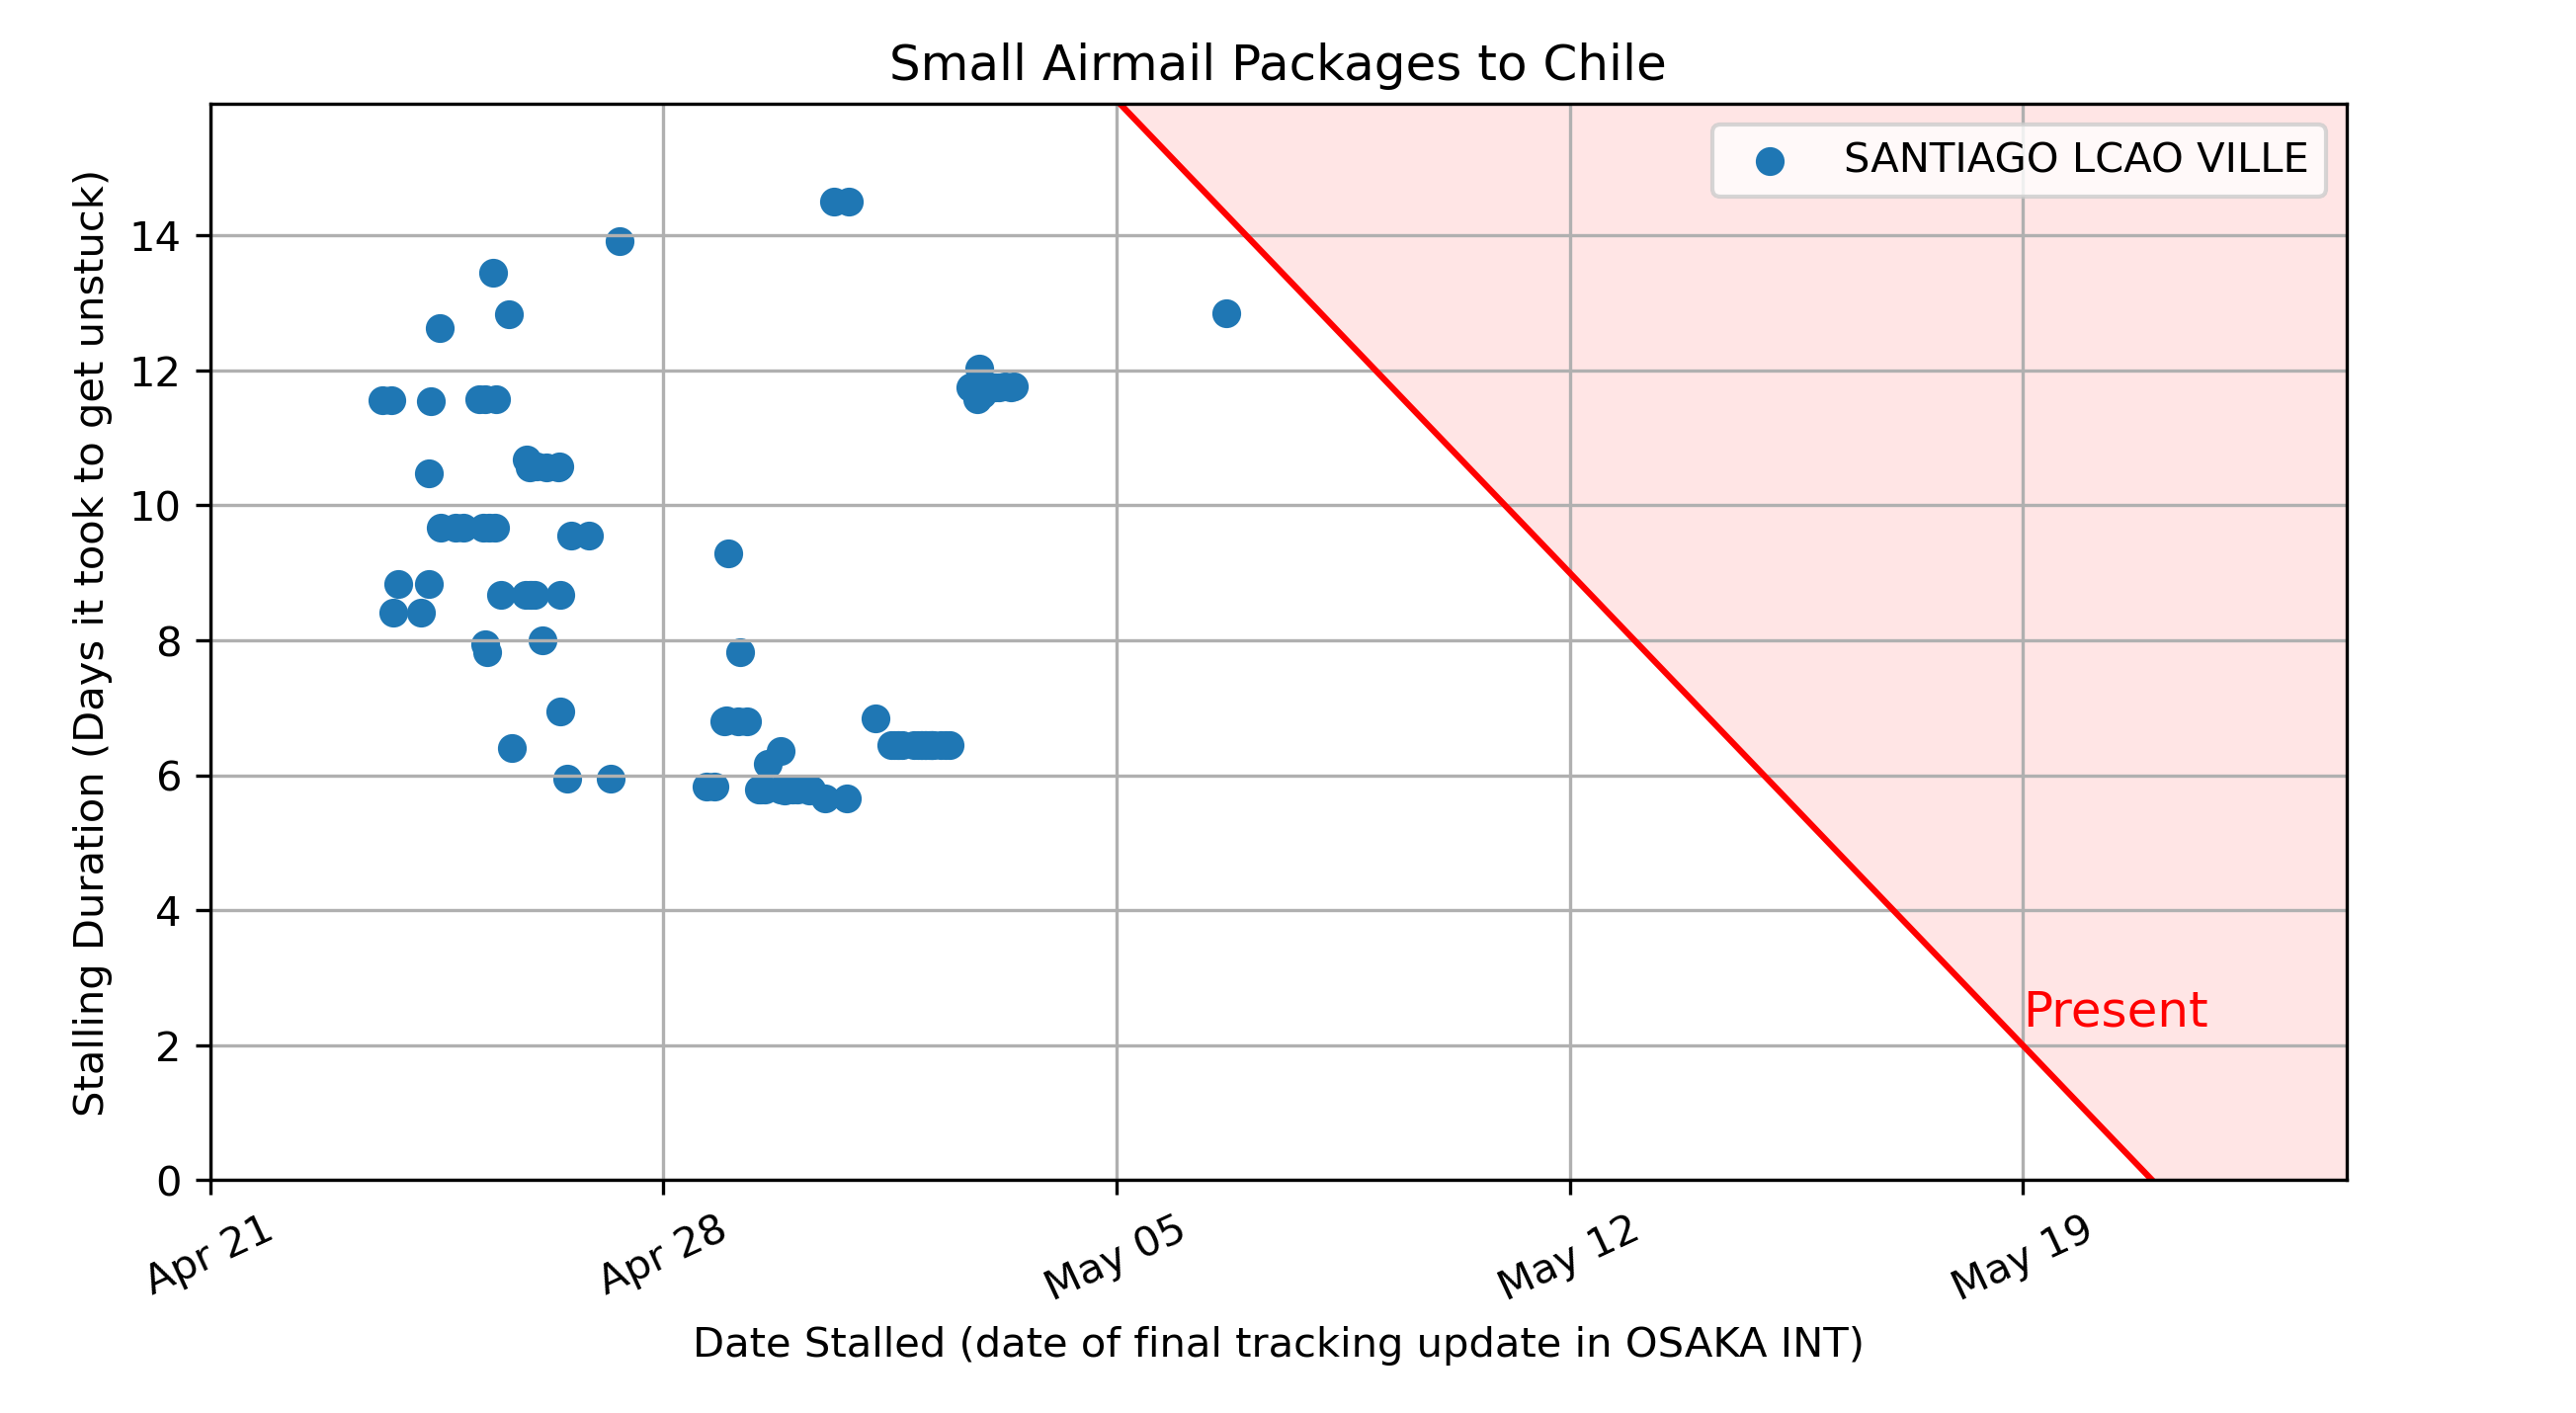 Small Airmail Packages to Chile
SANTIAGO LCAO VILLE
Stalling Duration (Days it took to get unstuck)
14
12
10
8
6
4
2
0
Present
Apr 21
Apr 28
May 05
May 12
May 19
Date Stalled (date of final tracking update in OSAKA INT)